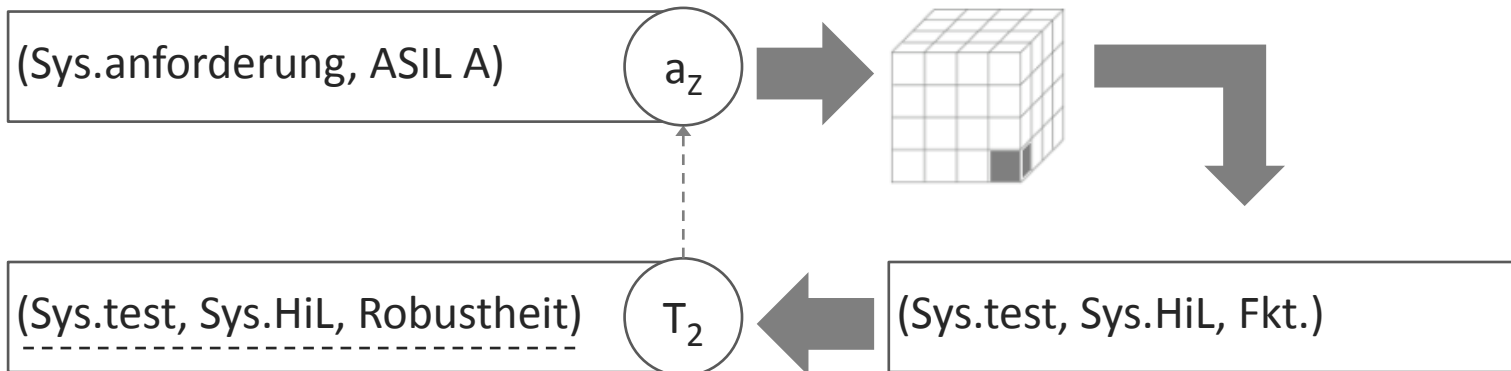 (Sys.anforderung, ASIL A)
a_Z
(Sys.test, Sys.HiL, Robustheit)
T_2
(Sys.test, Sys.HiL, Fkt.)